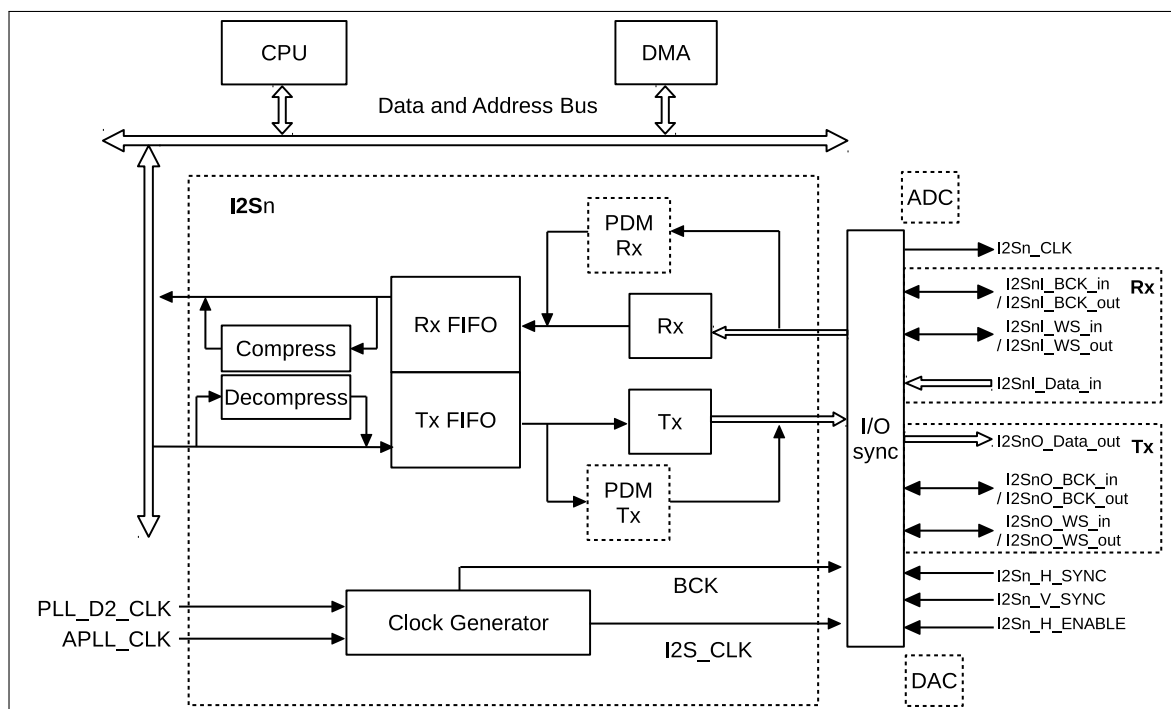 CPU
DMA
Data and Address Bus
I2Sn
ADC
PDM
Rx
I2Sn_CLK
I2SnI_BCK_in
/ I2SnI_BCK_out
Rx
Rx FIFO
Rx
I2SnI_WS_in
/ I2SnI_WS_out
Compress
I2SnI_Data_in
Decompress
Tx FIFO
Tx
I/O
sync
I2SnO_Data_out
Tx
PDM
Tx
I2SnO_BCK_in
/ I2SnO_BCK_out
I2SnO_WS_in
/ I2SnO_WS_out
BCK
I2Sn_H_SYNC
PLL_D2_CLK
I2Sn_V_SYNC
Clock Generator
I2Sn_H_ENABLE
APLL_CLK
I2S_CLK
DAC